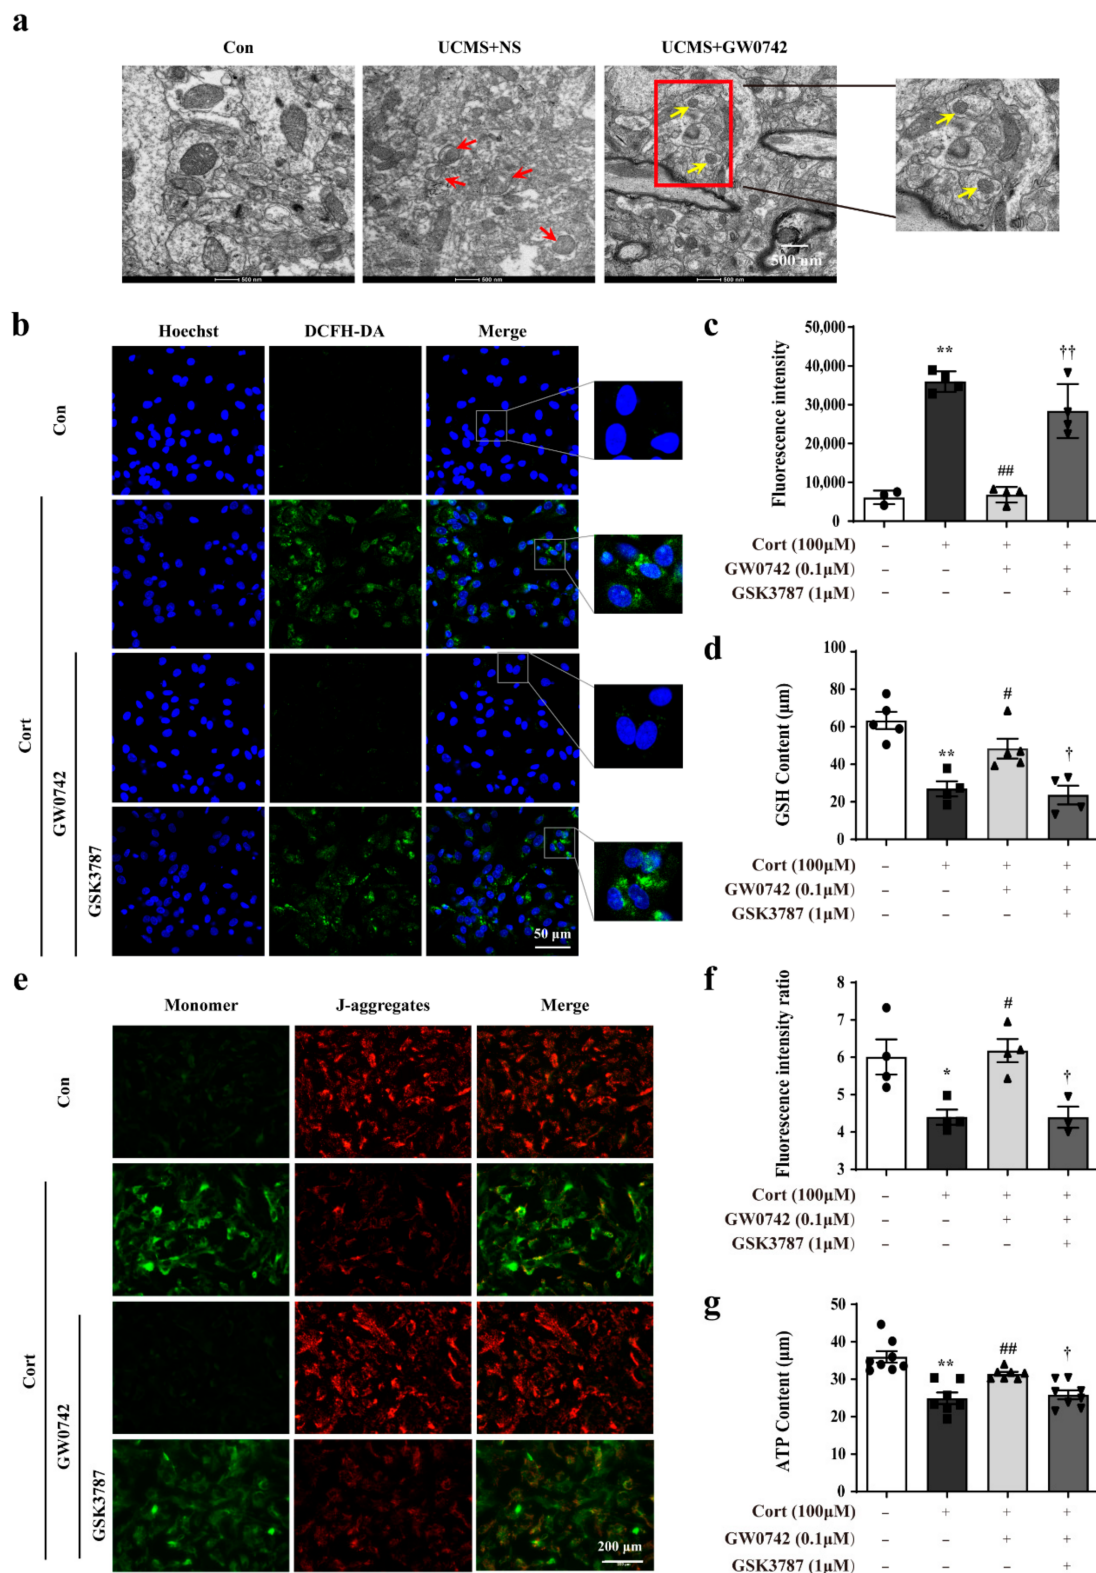 a
Con UCMS+NS UCMS+GW0742
500 nm
500 nm 500 nm 500 nm
b
Hoechst DCFH-DA Merge
Con
Cort
GW0742
GSK3787
50 μm
c
Fluorescence intensity
50,000
40,000
30,000
20,000
10,000
0
**
##
††
Cort (100μM) – + + +
GW0742 (0.1μM) – – + +
GSK3787 (1μM) – – – +
d
GSH Content (μm)
100
80
60
40
20
0
**
#
†
Cort (100μM) – + + +
GW0742 (0.1μM) – – + +
GSK3787 (1μM) – – – +
e
Monomer J-aggregates Merge
Con
Cort
GW0742
GSK3787
200 μm
f
Fluorescence intensity ratio
8
7
6
5
4
3
*
#
†
Cort (100μM) – + + +
GW0742 (0.1μM) – – + +
GSK3787 (1μM) – – – +
g
ATP Content (μm)
50
40
30
20
10
0
**
##
†
Cort (100μM) – + + +
GW0742 (0.1μM) – – + +
GSK3787 (1μM) – – – +